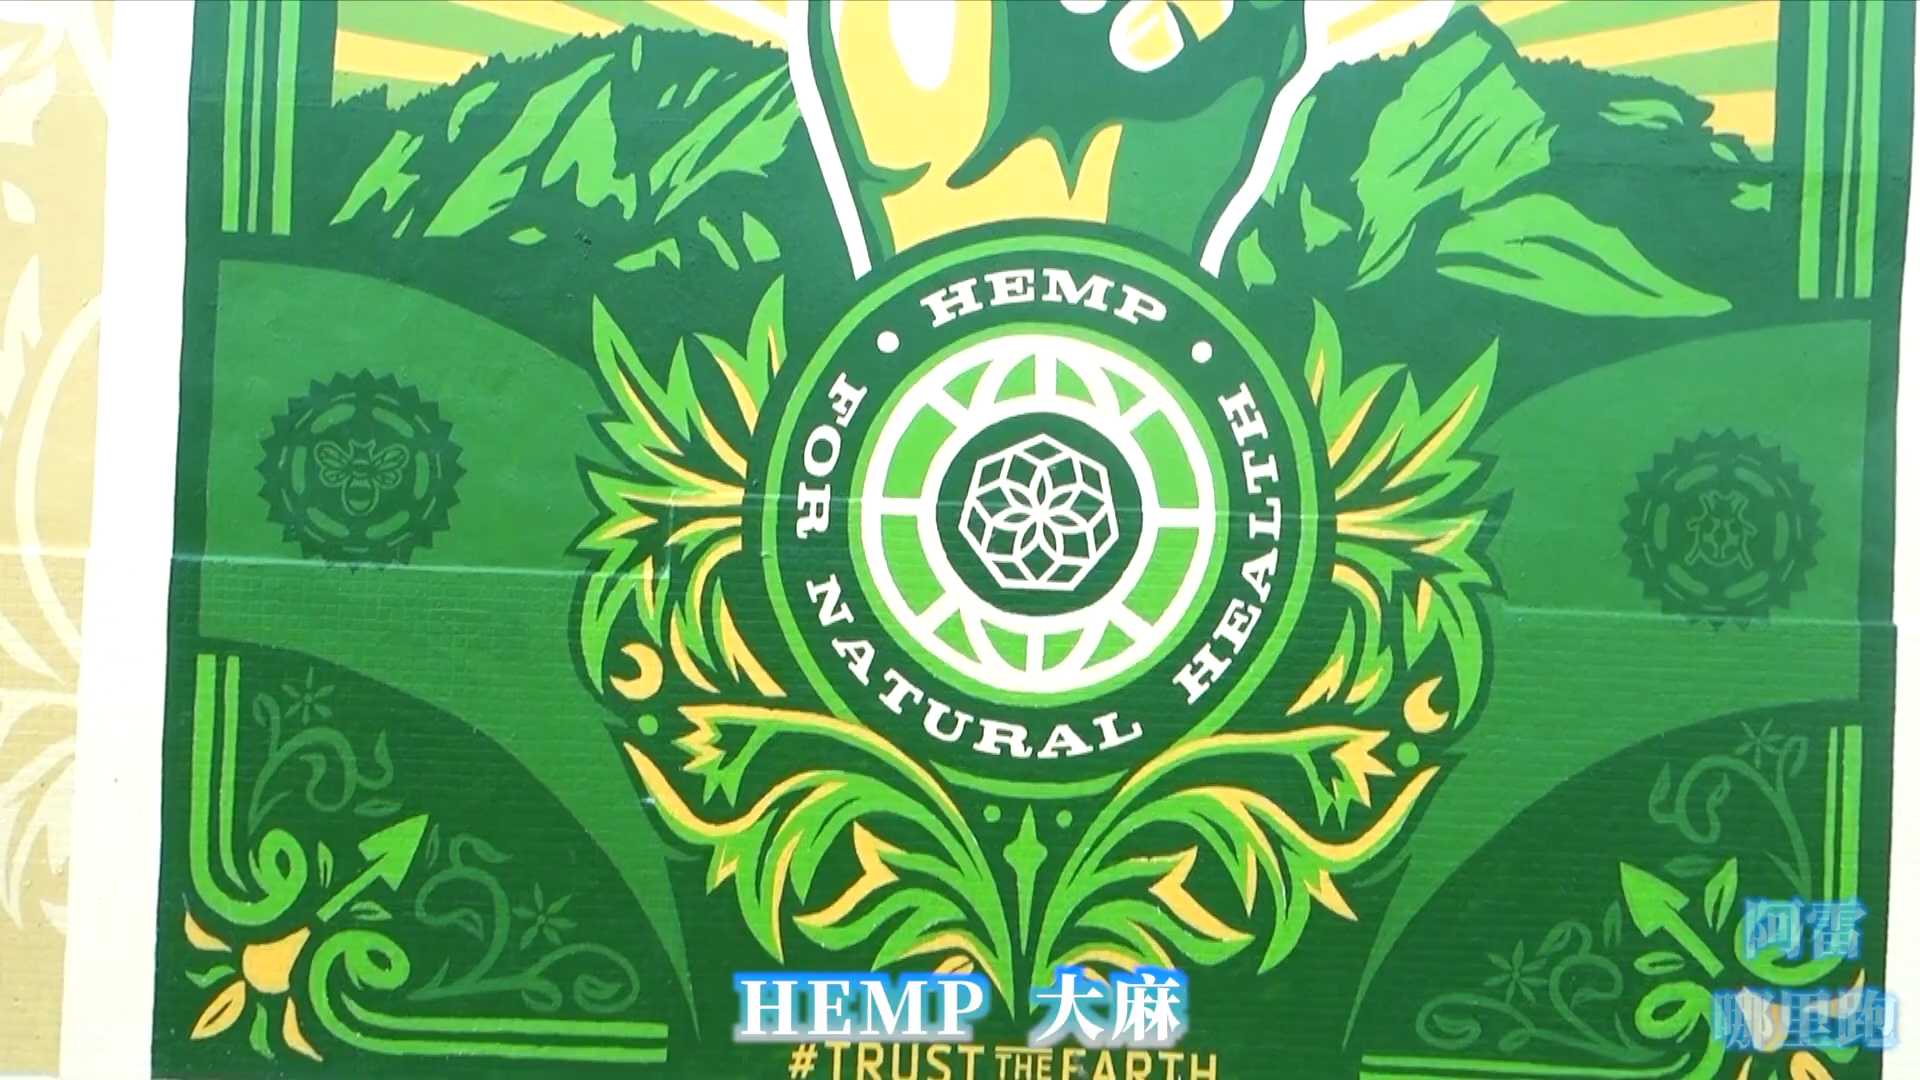 HEMP • FOR NATURAL HEALTH •
HEMP 大麻
#TRUST THE EARTH
阿雷
哪里跑